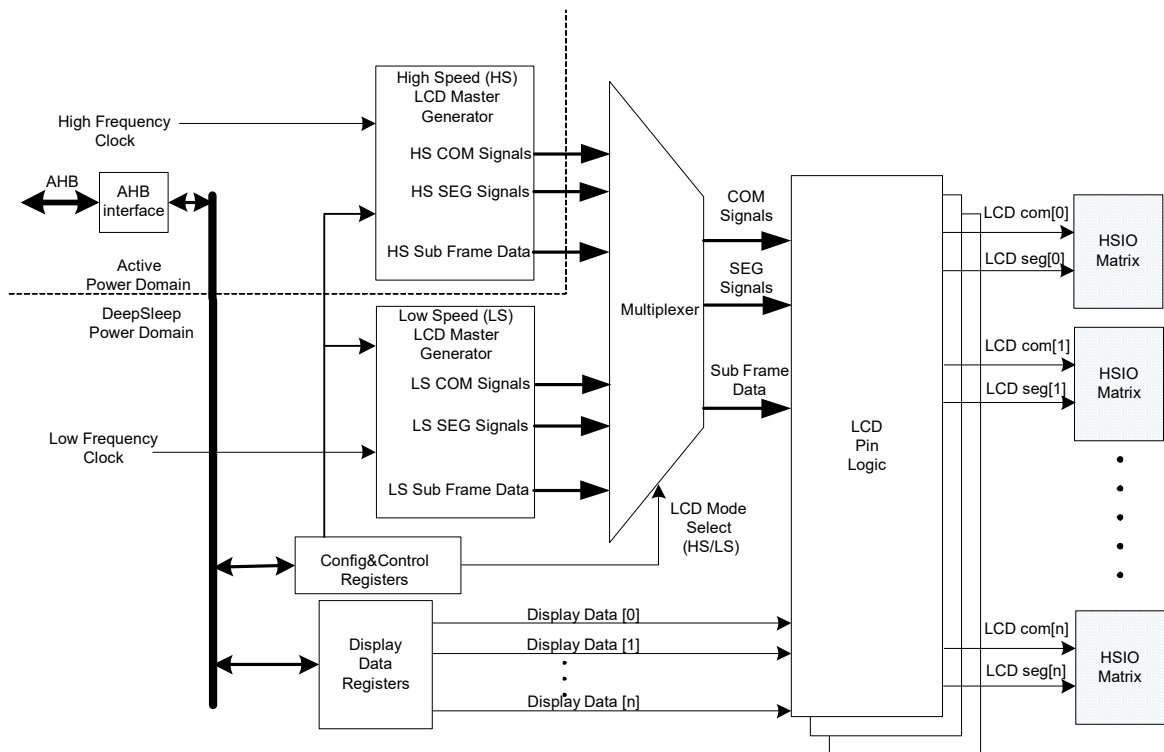 High Speed (HS)
LCD Master
Generator
High Frequency
Clock
HS COM Signals
HS SEG Signals
HS Sub Frame Data
AHB
AHB
interface
Active
Power Domain
DeepSleep
Power Domain
Low Speed (LS)
LCD Master
Generator
LS COM Signals
LS SEG Signals
LS Sub Frame Data
Low Frequency
Clock
Multiplexer
COM
Signals
SEG
Signals
Sub Frame
Data
LCD Mode
Select
(HS/LS)
Config&Control
Registers
Display
Data
Registers
Display Data [0]
Display Data [1]
Display Data [n]
LCD
Pin
Logic
LCD com[0]
LCD seg[0]
HSIO
Matrix
LCD com[1]
LCD seg[1]
HSIO
Matrix
LCD com[n]
LCD seg[n]
HSIO
Matrix